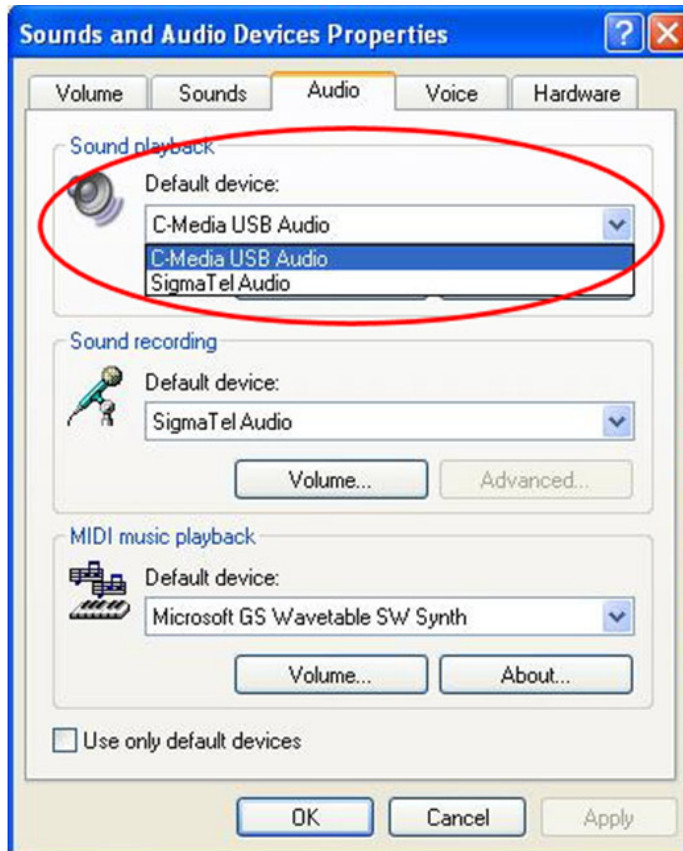 Sounds and Audio Devices Properties
Volume
Sounds
Audio
Voice
Hardware
Sound playback
Default device:
C-Media USB Audio
C-Media USB Audio
SigmaTel Audio
Sound recording
Default device:
SigmaTel Audio
Volume...
Advanced...
MIDI music playback
Default device:
Microsoft GS Wavetable SW Synth
Volume...
About...
Use only default devices
OK
Cancel
Apply